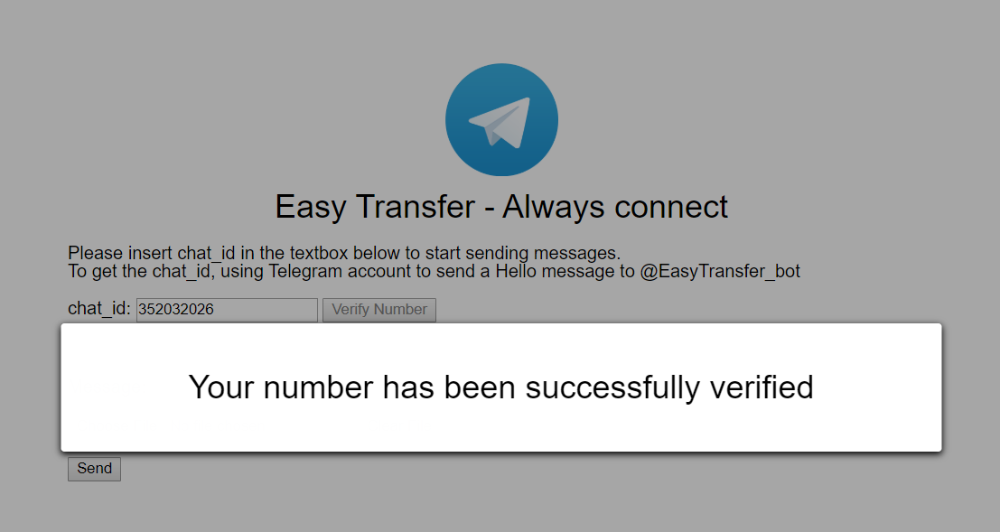 Easy Transfer - Always connect
Please insert chat_id in the textbox below to start sending messages.
To get the chat_id, using Telegram account to send a Hello message to @EasyTransfer_bot
chat_id: 352032026 Verify Number
Your number has been successfully verified
Send